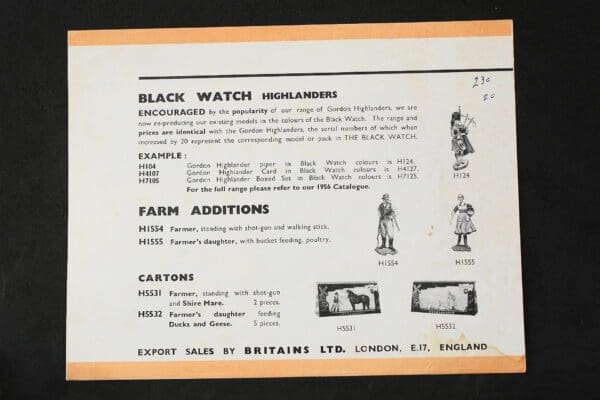 230
20
BLACK WATCH HIGHLANDERS
ENCOURAGED by the popularity of our range of Gordon Highlanders, we are
now re-producing our existing models in the colours of the Black Watch. The range and
prices are identical with the Gordon Highlanders, the serial numbers of which when
increased by 20 represent the corresponding model or pack in THE BLACK WATCH.
EXAMPLE :
H104 Gordon Highlander piper in Black Watch colours is H124.
H4107 Gordon Highlander Card in Black Watch colours is H4127.
H7105 Gordon Highlander Boxed Set in Black Watch colours is H7125.
For the full range please refer to our 1956 Catalogue.
H124
FARM ADDITIONS
H1554 Farmer, standing with shot-gun and walking stick.
H1555 Farmer's daughter, with bucket feeding, poultry.
H1554
H1555
CARTONS
H5531 Farmer, standing with shot-gun
and Shire Mare. 2 pieces.
H5532 Farmer's daughter feeding
Ducks and Geese. 5 pieces.
H5531
H5532
EXPORT SALES BY BRITAINS LTD. LONDON, E.17, ENGLAND